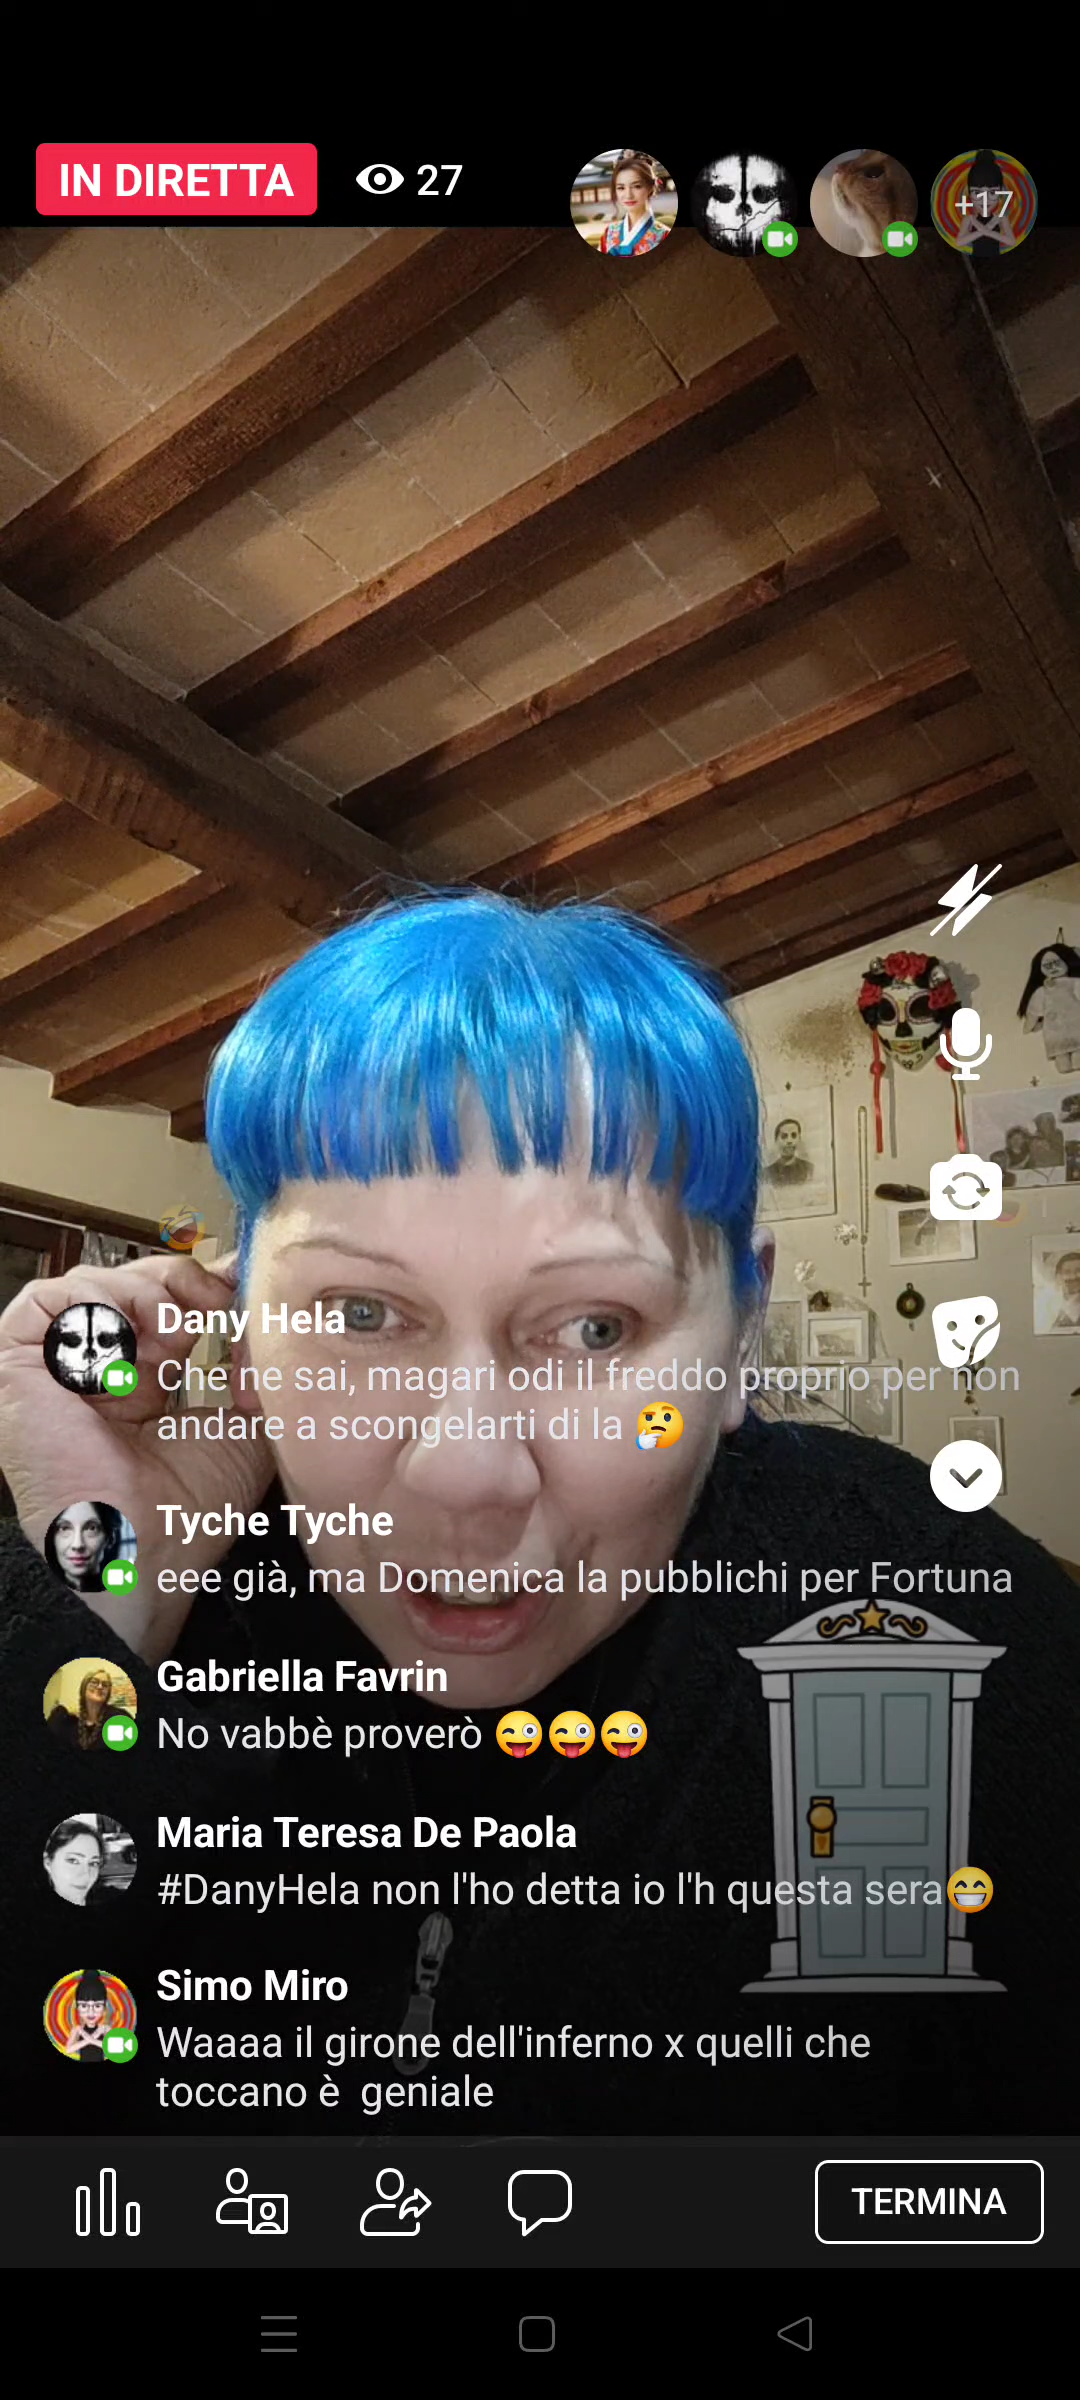 IN DIRETTA
27
+17
Dany Hela
Che ne sai, magari odi il freddo proprio per non
andare a scongelarti di la 🤔
Tyche Tyche
eee già, ma Domenica la pubblichi per Fortuna
Gabriella Favrin
No vabbè proverò 😜😜😜
Maria Teresa De Paola
#DanyHela non l'ho detta io l'h questa sera😁
Simo Miro
Waaaa il girone dell'inferno x quelli che
toccano è  geniale
TERMINA